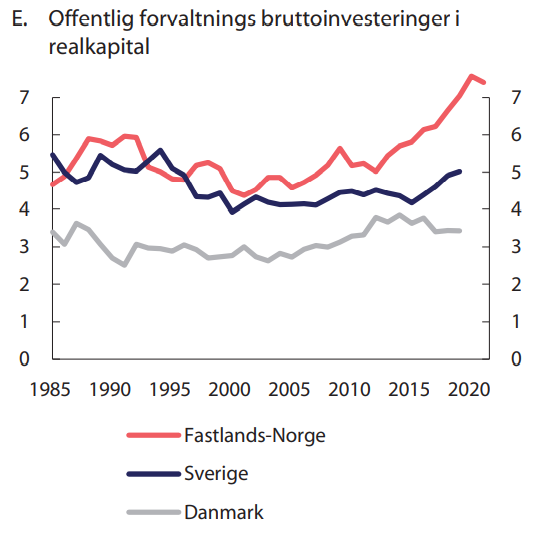 E. Offentlig forvaltnings bruttoinvesteringer i
realkapital
7 7
6 6
5 5
4 4
3 3
2 2
1 1
0 0
1985 1990 1995 2000 2005 2010 2015 2020
Fastlands-Norge
Sverige
Danmark